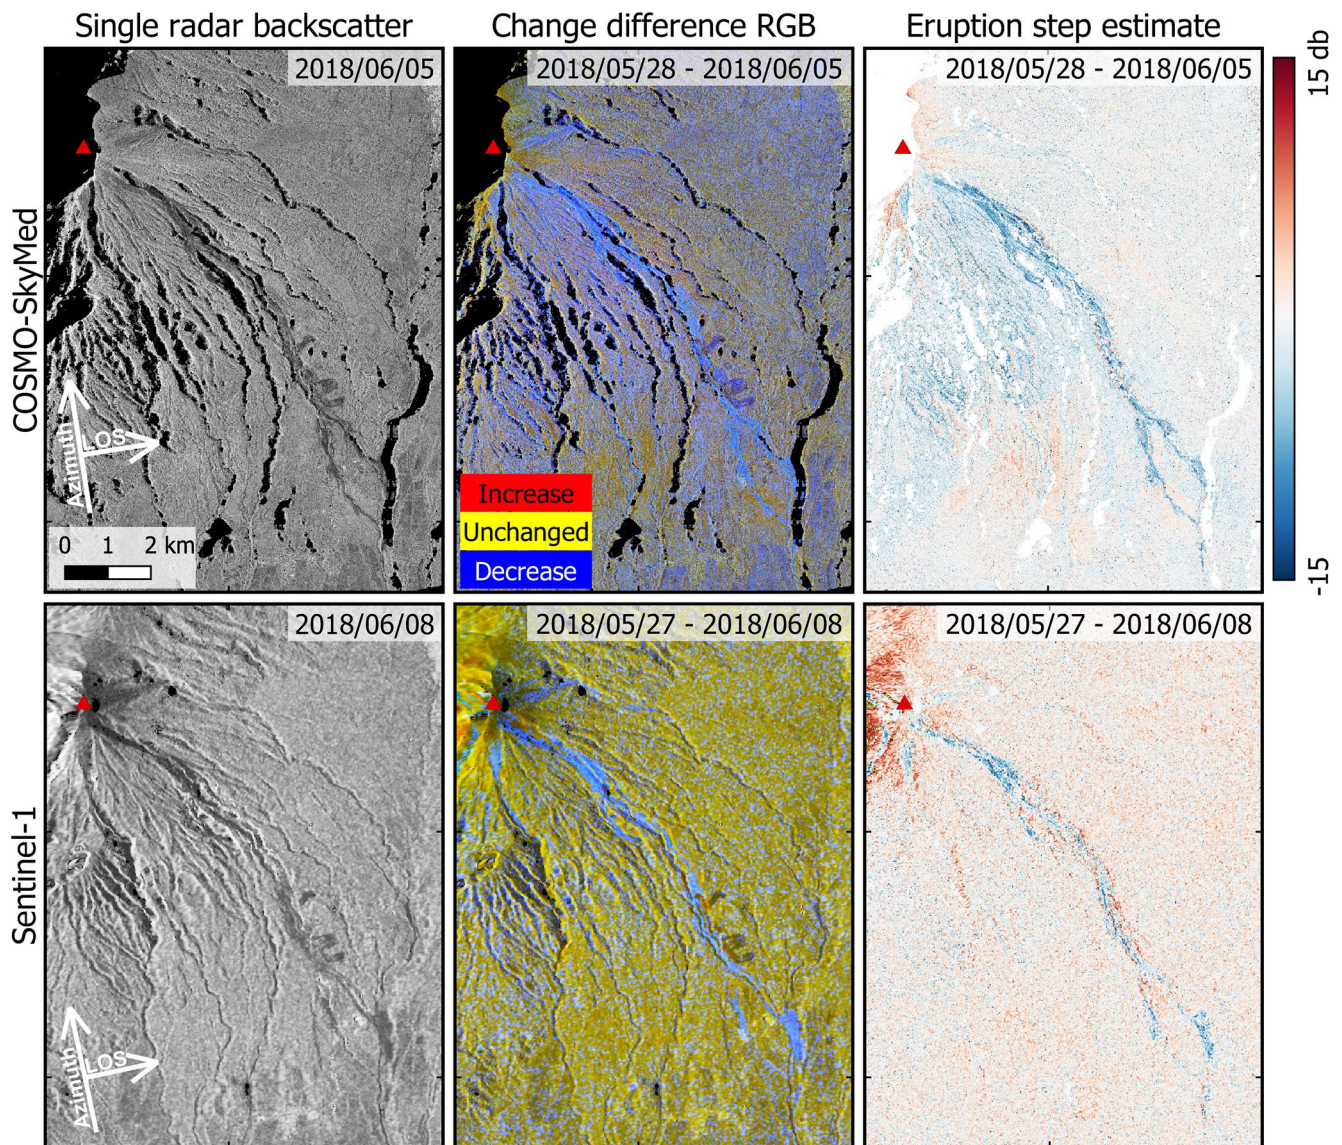 Single radar backscatter
Change difference RGB
Eruption step estimate
COSMO-SkyMed
2018/06/05
2018/05/28 - 2018/06/05
2018/05/28 - 2018/06/05
15 db
-15
Azimuth
LOS
0 1 2 km
Increase
Unchanged
Decrease
Sentinel-1
2018/06/08
2018/05/27 - 2018/06/08
2018/05/27 - 2018/06/08
Azimuth
LOS